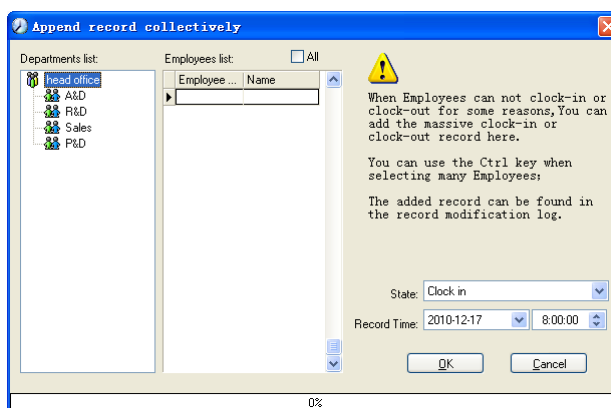 Append record collectively
Departments list:
head office
A&D
R&D
Sales
P&D
Employees list:
All
Employee ... Name
When Employees can not clock-in or
clock-out for some reasons,You can
add the massive clock-in or
clock-out record here.
You can use the Ctrl key when
selecting many Employees;
The added record can be found in
the record modification log.
State: Clock in
Record Time: 2010-12-17 8:00:00
OK Cancel
0%